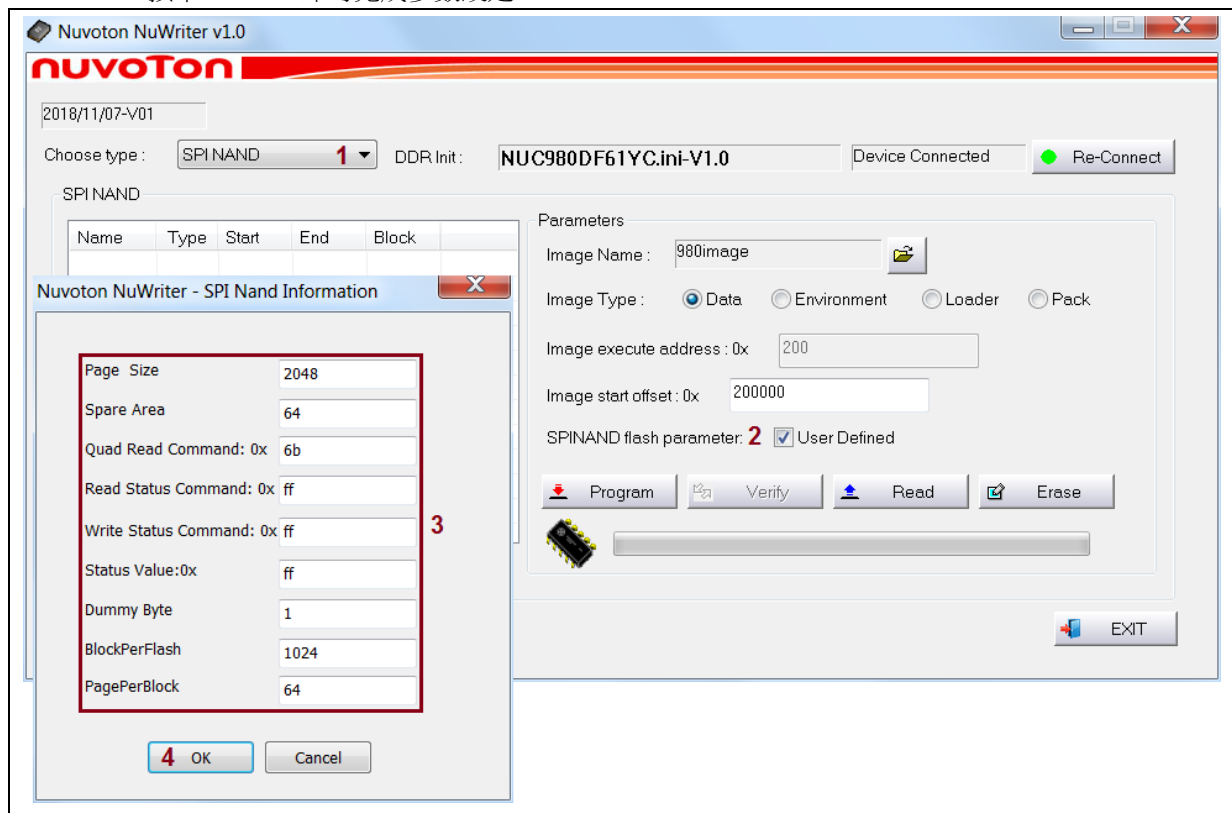 Nuvoton NuWriter v1.0
nuvoTon
2018/11/07-V01
Choose type :
SPI NAND
1
DDR Init :
NUC980DF61YC.ini-V1.0
Device Connected
Re-Connect
SPI NAND
Name Type Start End Block
Parameters
Image Name :
980image
Image Type :
Data
Environment
Loader
Pack
Image execute address : 0x
200
Image start offset : 0x
200000
SPINAND flash parameter:
2
User Defined
Program
Verify
Read
Erase
EXIT
Nuvoton NuWriter - SPI Nand Information
Page Size
2048
Spare Area
64
Quad Read Command: 0x
6b
Read Status Command: 0x
ff
Write Status Command: 0x
ff
3
Status Value:0x
ff
Dummy Byte
1
BlockPerFlash
1024
PagePerBlock
64
4
OK
Cancel